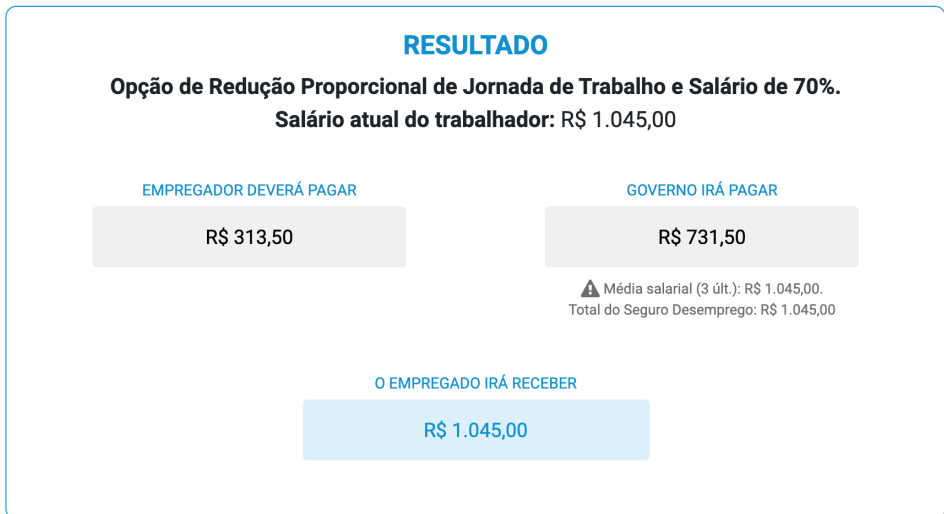 RESULTADO
Opção de Redução Proporcional de Jornada de Trabalho e Salário de 70%.
Salário atual do trabalhador: R$ 1.045,00
EMPREGADOR DEVERÁ PAGAR
R$ 313,50
GOVERNO IRÁ PAGAR
R$ 731,50
Média salarial (3 últ.): R$ 1.045,00.
Total do Seguro Desemprego: R$ 1.045,00
O EMPREGADO IRÁ RECEBER
R$ 1.045,00